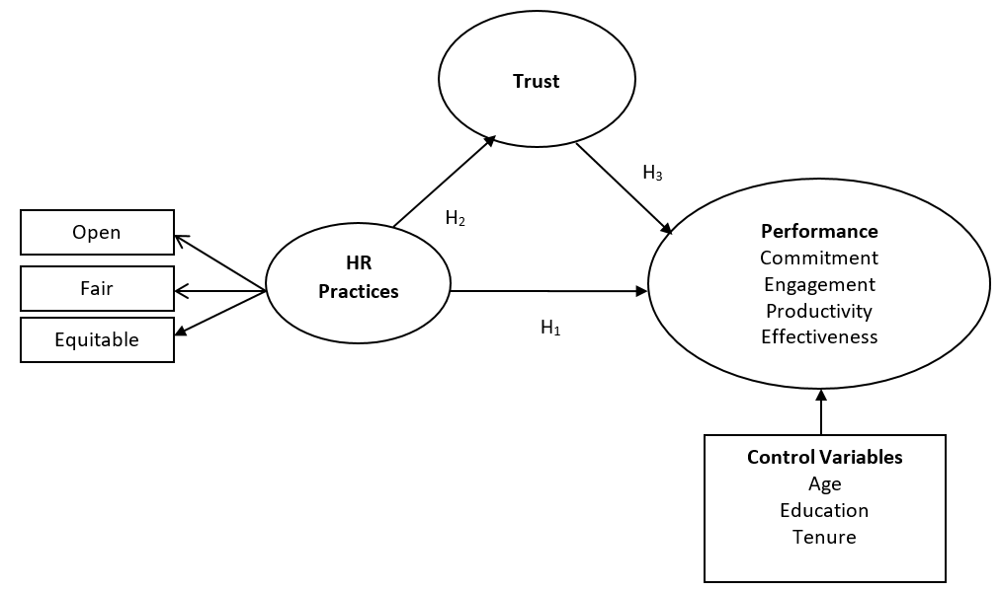 Trust
H₃
H₂
Open
Fair
Equitable
HR
Practices
H₁
Performance
Commitment
Engagement
Productivity
Effectiveness
Control Variables
Age
Education
Tenure